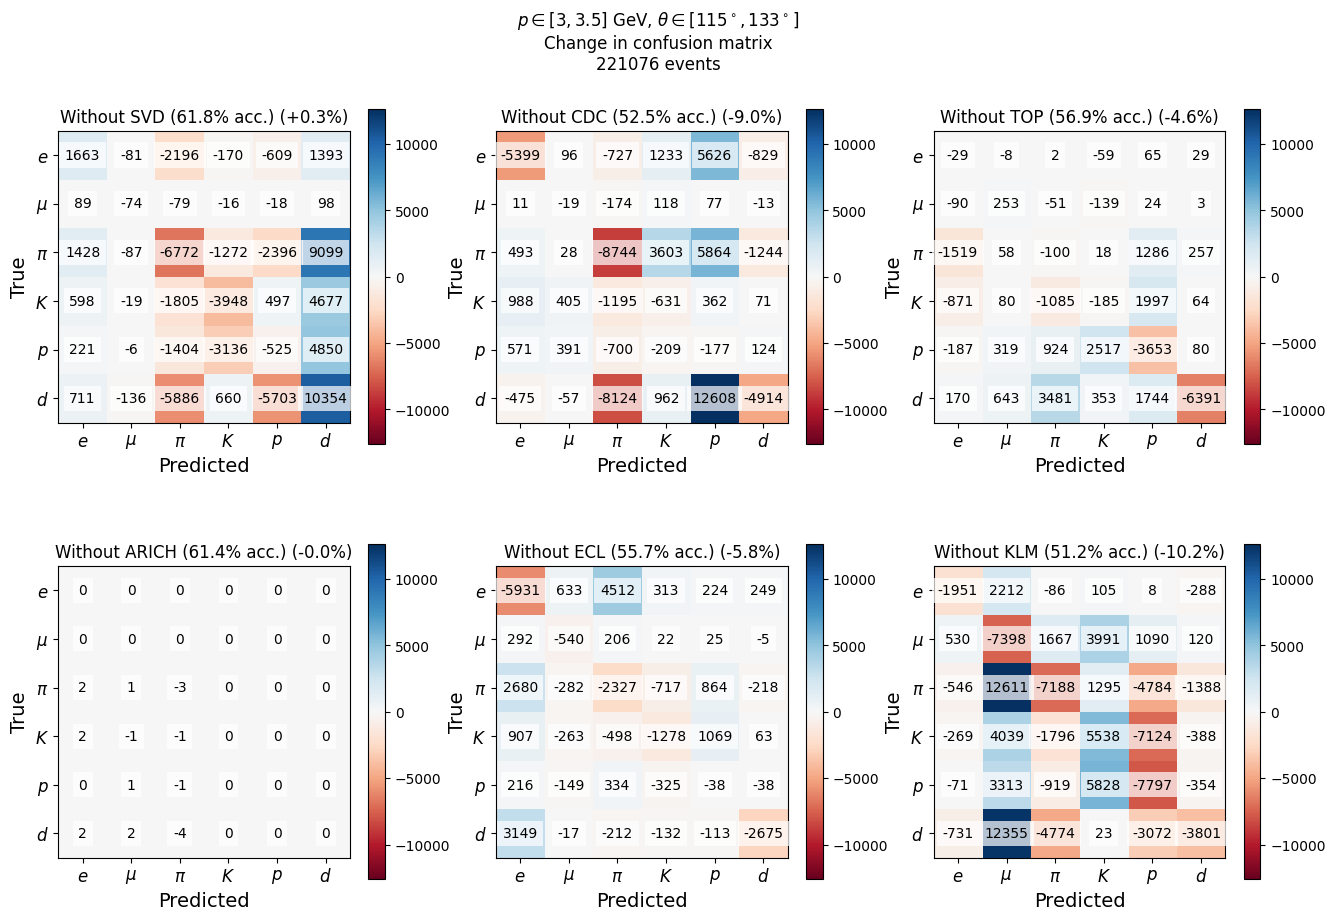 p ∈ [3, 3.5] GeV, θ ∈ [115°, 133°]
Change in confusion matrix
221076 events
Without SVD (61.8% acc.) (+0.3%)
e 1663 -81 -2196 -170 -609 1393
μ 89 -74 -79 -16 -18 98
π 1428 -87 -6772 -1272 -2396 9099
K 598 -19 -1805 -3948 497 4677
p 221 -6 -1404 -3136 -525 4850
d 711 -136 -5886 660 -5703 10354
e μ π K p d
Predicted
True
10000
5000
0
−5000
−10000
Without CDC (52.5% acc.) (-9.0%)
e -5399 96 -727 1233 5626 -829
μ 11 -19 -174 118 77 -13
π 493 28 -8744 3603 5864 -1244
K 988 405 -1195 -631 362 71
p 571 391 -700 -209 -177 124
d -475 -57 -8124 962 12608 -4914
e μ π K p d
Predicted
True
10000
5000
0
−5000
−10000
Without TOP (56.9% acc.) (-4.6%)
e -29 -8 2 -59 65 29
μ -90 253 -51 -139 24 3
π -1519 58 -100 18 1286 257
K -871 80 -1085 -185 1997 64
p -187 319 924 2517 -3653 80
d 170 643 3481 353 1744 -6391
e μ π K p d
Predicted
True
10000
5000
0
−5000
−10000
Without ARICH (61.4% acc.) (-0.0%)
e 0 0 0 0 0 0
μ 0 0 0 0 0 0
π 2 1 -3 0 0 0
K 2 -1 -1 0 0 0
p 0 1 -1 0 0 0
d 2 2 -4 0 0 0
e μ π K p d
Predicted
True
10000
5000
0
−5000
−10000
Without ECL (55.7% acc.) (-5.8%)
e -5931 633 4512 313 224 249
μ 292 -540 206 22 25 -5
π 2680 -282 -2327 -717 864 -218
K 907 -263 -498 -1278 1069 63
p 216 -149 334 -325 -38 -38
d 3149 -17 -212 -132 -113 -2675
e μ π K p d
Predicted
True
10000
5000
0
−5000
−10000
Without KLM (51.2% acc.) (-10.2%)
e -1951 2212 -86 105 8 -288
μ 530 -7398 1667 3991 1090 120
π -546 12611 -7188 1295 -4784 -1388
K -269 4039 -1796 5538 -7124 -388
p -71 3313 -919 5828 -7797 -354
d -731 12355 -4774 23 -3072 -3801
e μ π K p d
Predicted
True
10000
5000
0
−5000
−10000